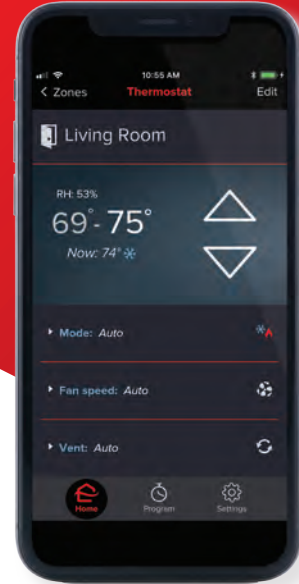 10:55 AM
< Zones Thermostat Edit
Living Room
RH: 53%
69°- 75°
Now: 74°
Mode: Auto
A
Fan speed: Auto
Vent: Auto
Home Program Settings